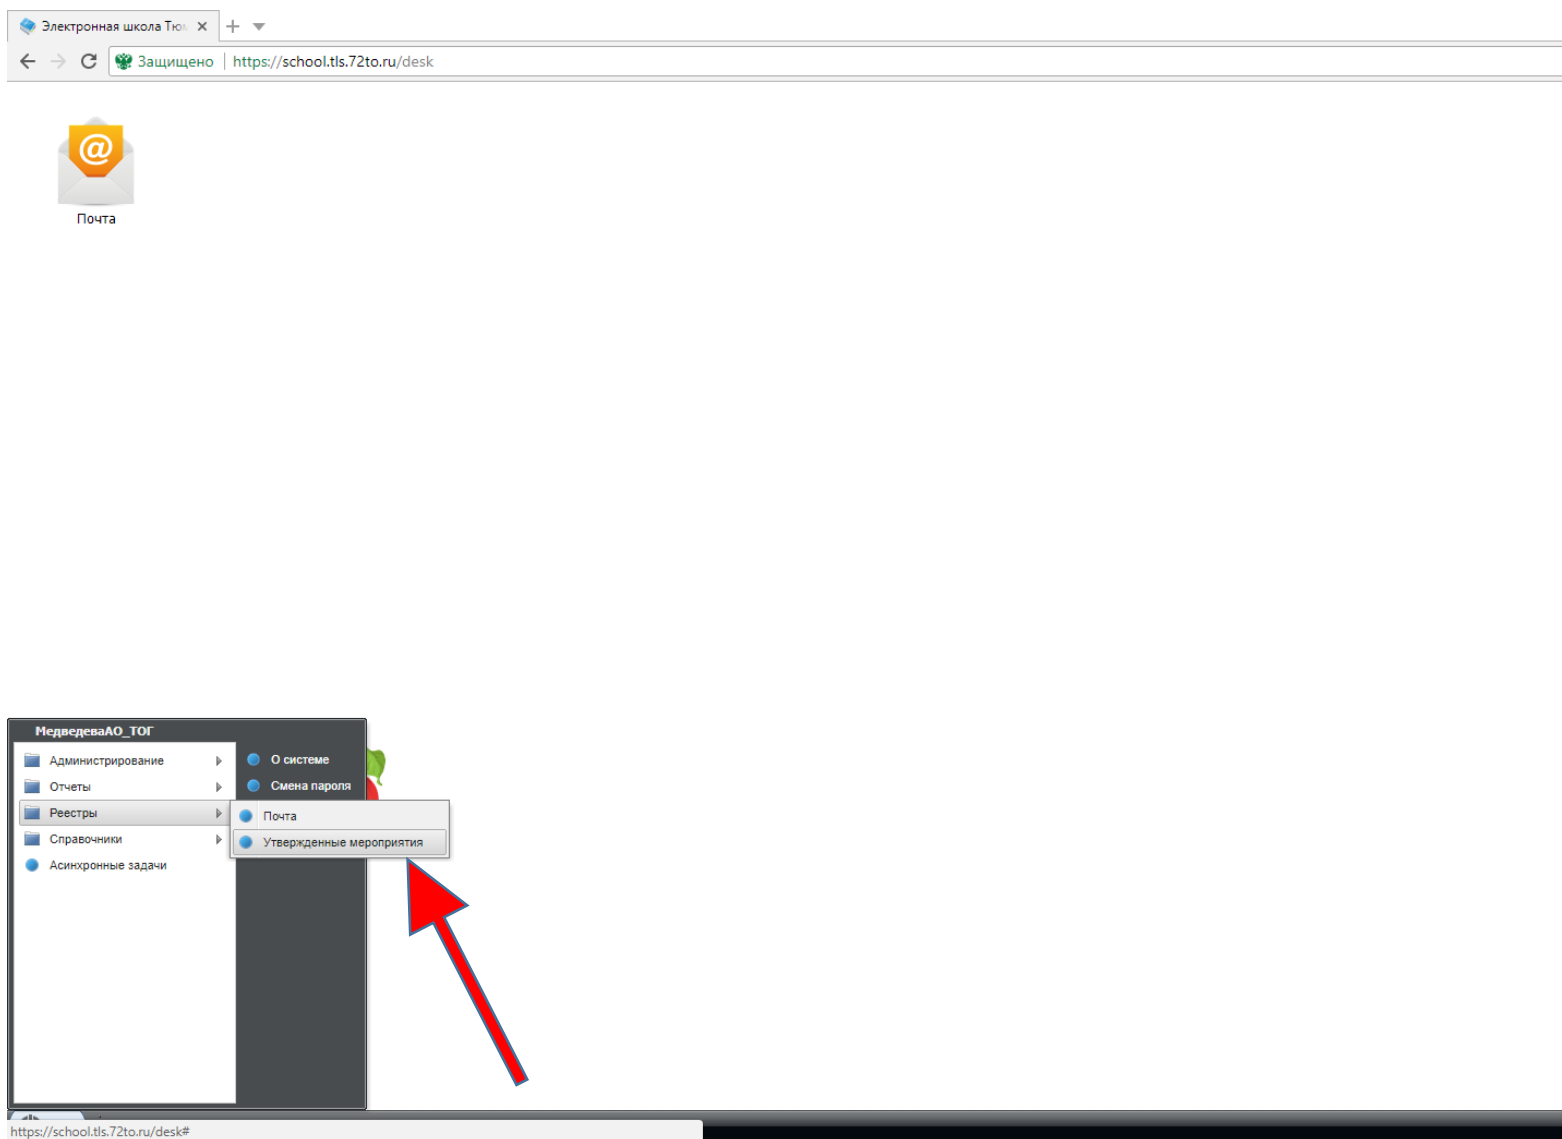 Электронная школа Тюм
Защищено
https://school.tls.72to.ru/desk
@
Почта
МедведеваАО_ТОГ
Администрирование
Отчеты
Реестры
Справочники
Асинхронные задачи
О системе
Смена пароля
Почта
Утвержденные мероприятия
https://school.tls.72to.ru/desk#